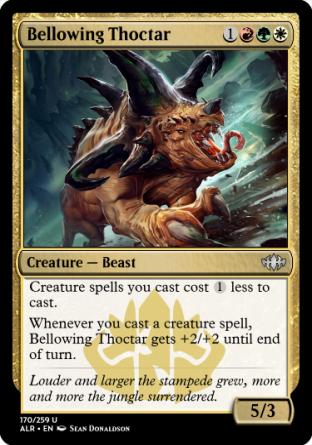 Bellowing Thoctar 1
Creature — Beast
Creature spells you cast cost 1 less to
cast.
Whenever you cast a creature spell,
Bellowing Thoctar gets +2/+2 until end
of turn.
Louder and larger the stampede grew, more
and more the jungle surrendered.
5/3
170/259 U
ALR • EN Sean Donaldson